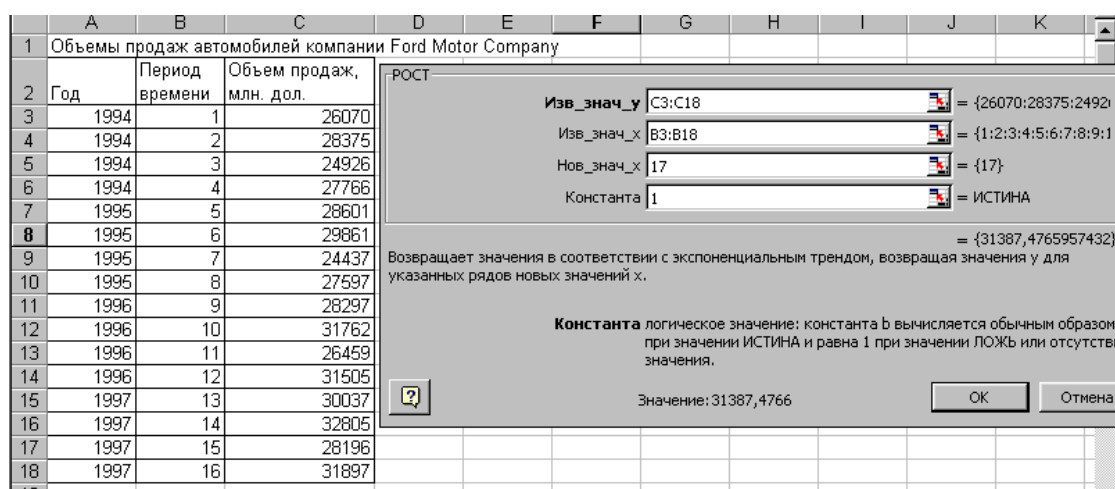 A B C D E F G H I J K
1 Объемы продаж автомобилей компании Ford Motor Company
2 Год Период времени Объем продаж, млн. дол.
3 1994 1 26070
4 1994 2 28375
5 1994 3 24926
6 1994 4 27766
7 1995 5 28601
8 1995 6 29861
9 1995 7 24437
10 1995 8 27597
11 1996 9 28297
12 1996 10 31762
13 1996 11 26459
14 1996 12 31505
15 1997 13 30037
16 1997 14 32805
17 1997 15 28196
18 1997 16 31897
РОСТ
Изв_знач_y C3:C18 = {26070:28375:2492
Изв_знач_x B3:B18 = {1:2:3:4:5:6:7:8:9:1
Нов_знач_x 17 = {17}
Константа 1 = ИСТИНА
= {31387,4765957432}
Возвращает значения в соответствии с экспоненциальным трендом, возвращая значения y для
указанных рядов новых значений x.
Константа логическое значение: константа b вычисляется обычным образом
при значении ИСТИНА и равна 1 при значении ЛОЖЬ или отсутстви
значения.
? Значение:31387,4766 OK Отмена